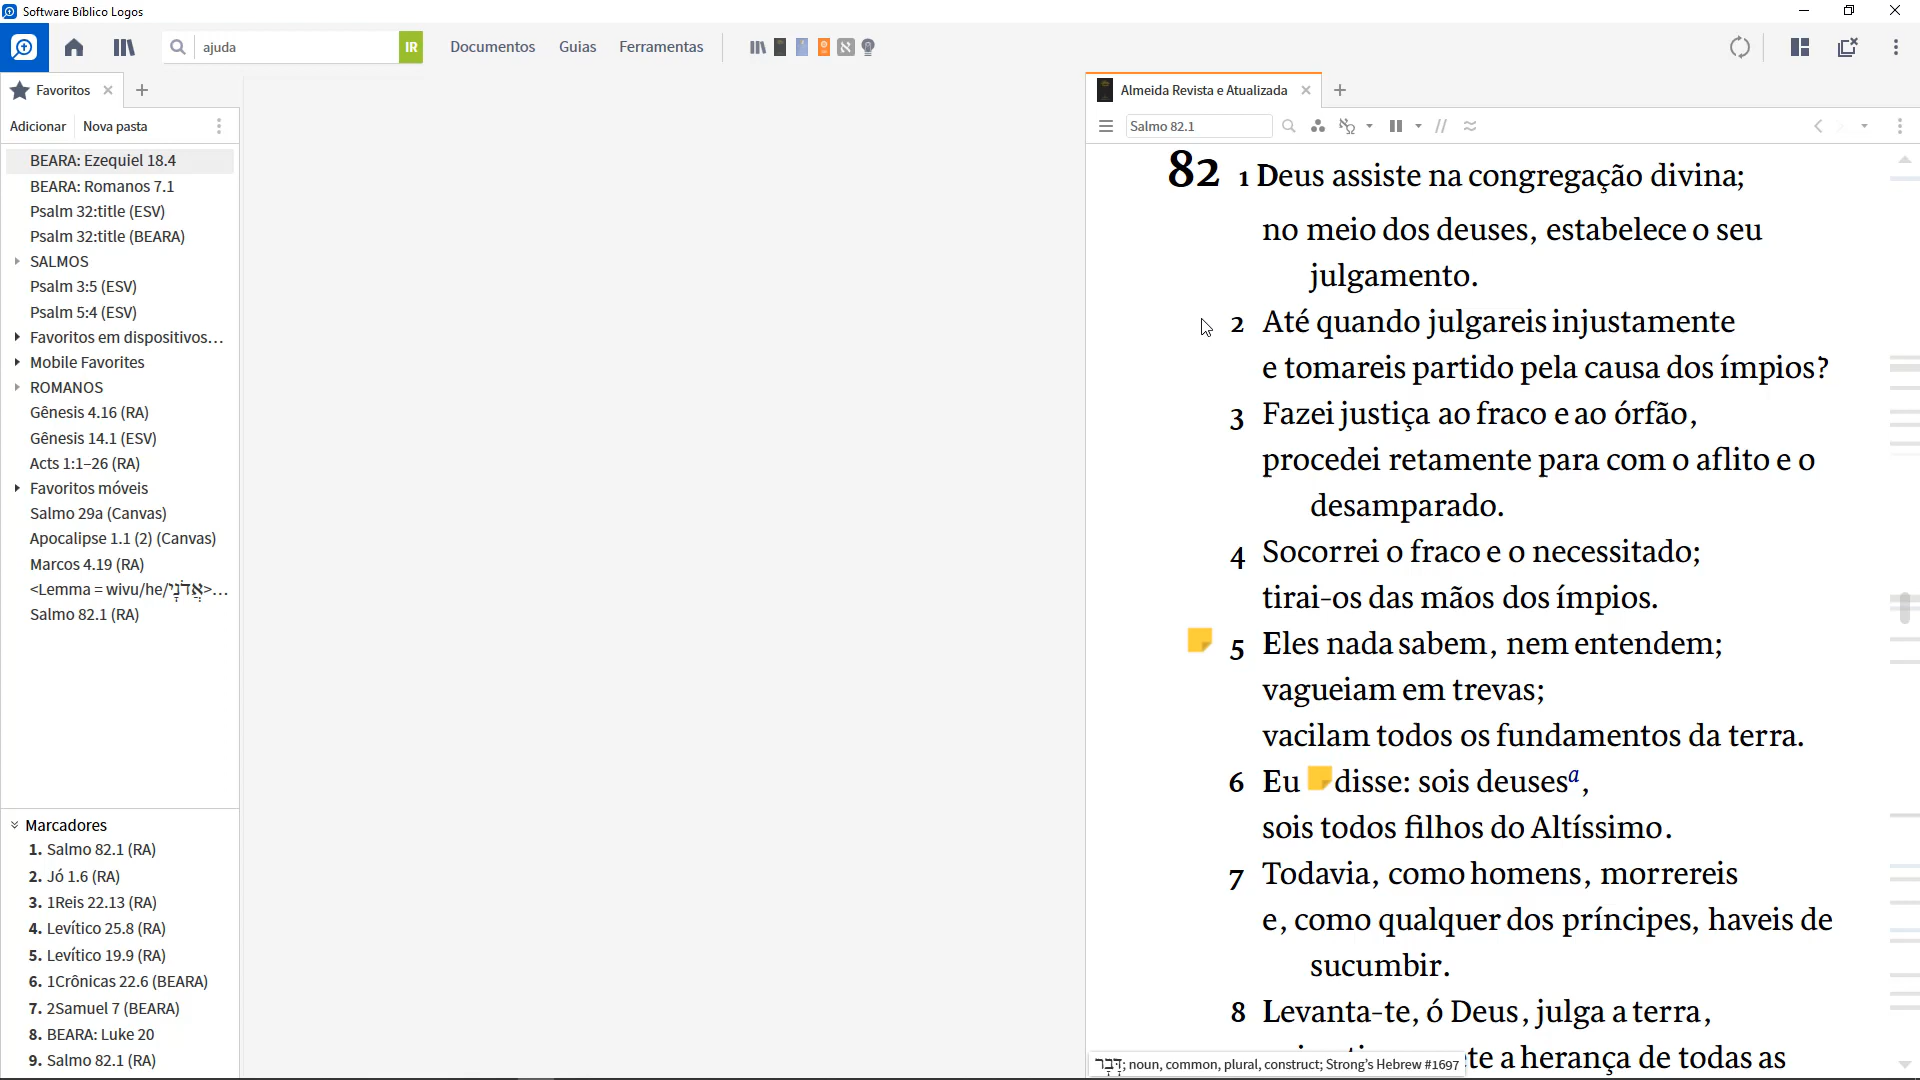 Software Bíblico Logos
ajuda
IR
Documentos
Guias
Ferramentas
Favoritos
Adicionar
Nova pasta
BEARA: Ezequiel 18.4
BEARA: Romanos 7.1
Psalm 32:title (ESV)
Psalm 32:title (BEARA)
SALMOS
Psalm 3:5 (ESV)
Psalm 5:4 (ESV)
Favoritos em dispositivos...
Mobile Favorites
ROMANOS
Gênesis 4.16 (RA)
Gênesis 14.1 (ESV)
Acts 1:1–26 (RA)
Favoritos móveis
Salmo 29a (Canvas)
Apocalipse 1.1 (2) (Canvas)
Marcos 4.19 (RA)
<Lemma = wivu/he/אֲדֹנָי>...
Salmo 82.1 (RA)
Marcadores
1. Salmo 82.1 (RA)
2. Jó 1.6 (RA)
3. 1Reis 22.13 (RA)
4. Levítico 25.8 (RA)
5. Levítico 19.9 (RA)
6. 1Crônicas 22.6 (BEARA)
7. 2Samuel 7 (BEARA)
8. BEARA: Luke 20
9. Salmo 82.1 (RA)
Almeida Revista e Atualizada
Salmo 82.1
82 1 Deus assiste na congregação divina;
no meio dos deuses, estabelece o seu
julgamento.
2 Até quando julgareis injustamente
e tomareis partido pela causa dos ímpios?
3 Fazei justiça ao fraco e ao órfão,
procedei retamente para com o aflito e o
desamparado.
4 Socorrei o fraco e o necessitado;
tirai-os das mãos dos ímpios.
5 Eles nada sabem, nem entendem;
vagueiam em trevas;
vacilam todos os fundamentos da terra.
6 Eu disse: sois deusesa,
sois todos filhos do Altíssimo.
7 Todavia, como homens, morrereis
e, como qualquer dos príncipes, haveis de
sucumbir.
8 Levanta-te, ó Deus, julga a terra,
a herança de todas as
דָּבָר; noun, common, plural, construct; Strong's Hebrew #1697